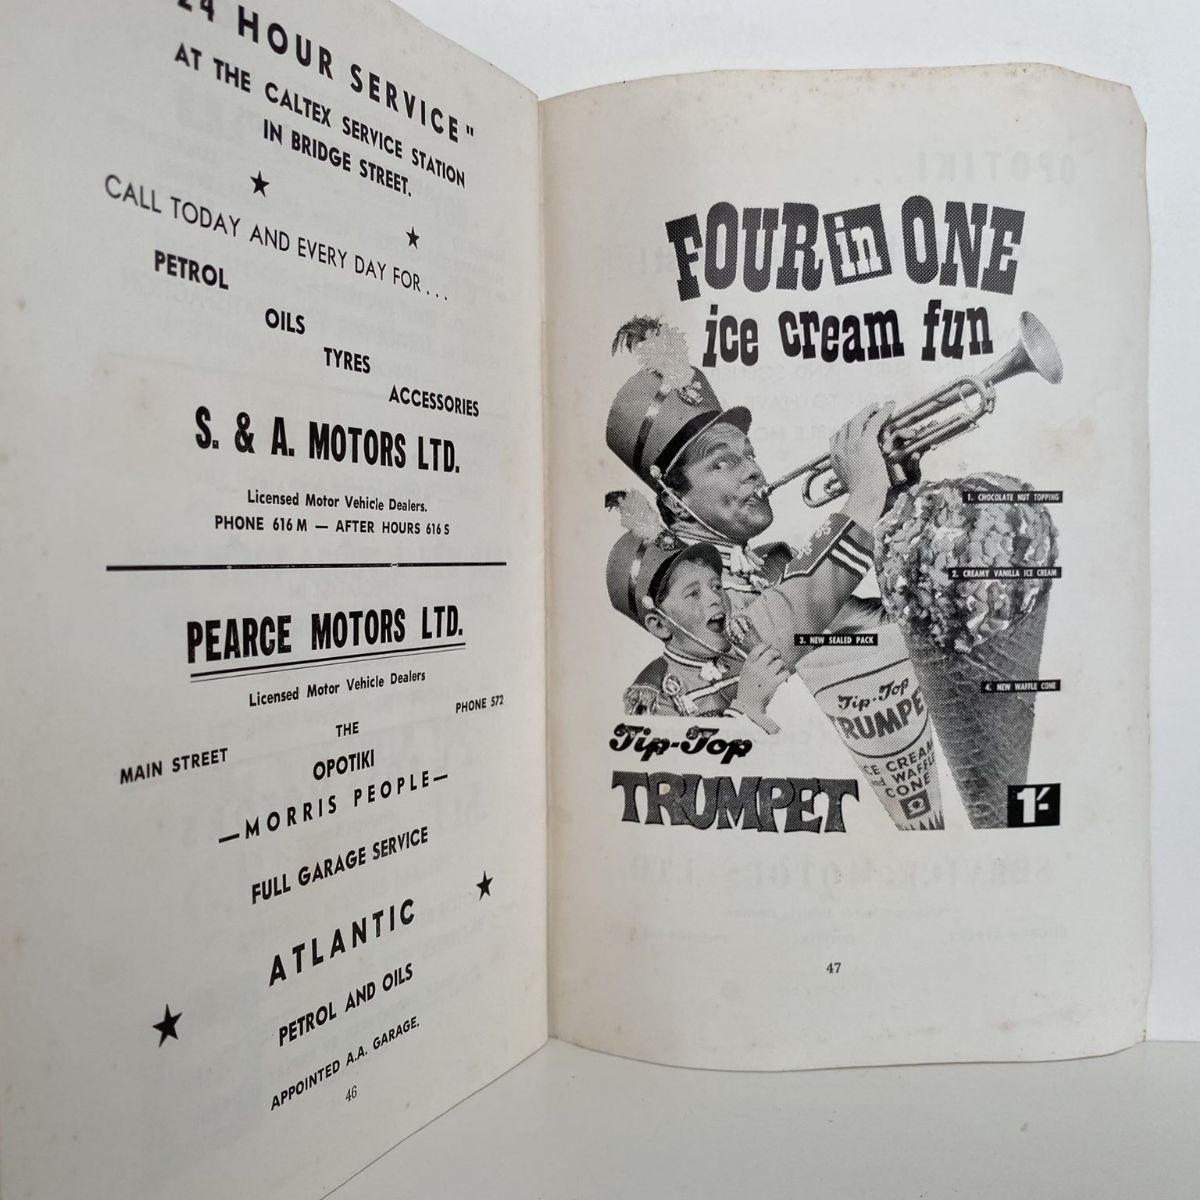 24 HOUR SERVICE"
AT THE CALTEX SERVICE STATION
IN BRIDGE STREET.
CALL TODAY AND EVERY DAY FOR...
PETROL
OILS
TYRES
ACCESSORIES
S. & A. MOTORS LTD.
Licensed Motor Vehicle Dealers.
PHONE 616 M — AFTER HOURS 616 S
PEARCE MOTORS LTD.
Licensed Motor Vehicle Dealers
PHONE 572
MAIN STREET
THE
OPOTIKI
—MORRIS PEOPLE—
FULL GARAGE SERVICE
ATLANTIC
PETROL AND OILS
APPOINTED A.A. GARAGE.
46
FOUR in ONE
ice cream fun
1. CHOCOLATE NUT TOPPING
2. CREAMY VANILLA ICE CREAM
3. NEW SEALED PACK
4. NEW WAFFLE CONE
Tip-Top
TRUMPE
ICE CREAM
and WAFFLE
CONE
Tip-Top
TRUMPET
1'-
47